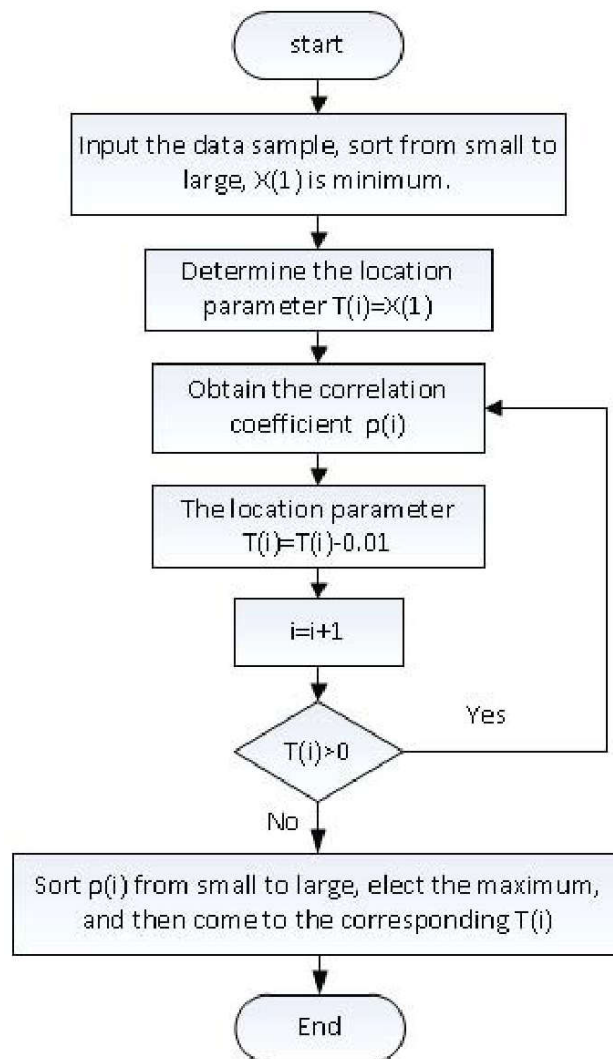 start
Input the data sample, sort from small to
large, X(1) is minimum.
Determine the location
parameter T(i)=X(1)
Obtain the correlation
coefficient ρ(i)
The location parameter
T(i)=T(i)-0.01
i=i+1
T(i)>0
Yes
No
Sort ρ(i) from small to large, elect the maximum,
and then come to the corresponding T(i)
End